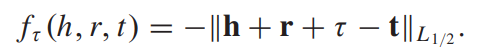 f_τ(h, r, t) = −‖**h** + **r** + τ − **t**‖_{L_{1/2}}.